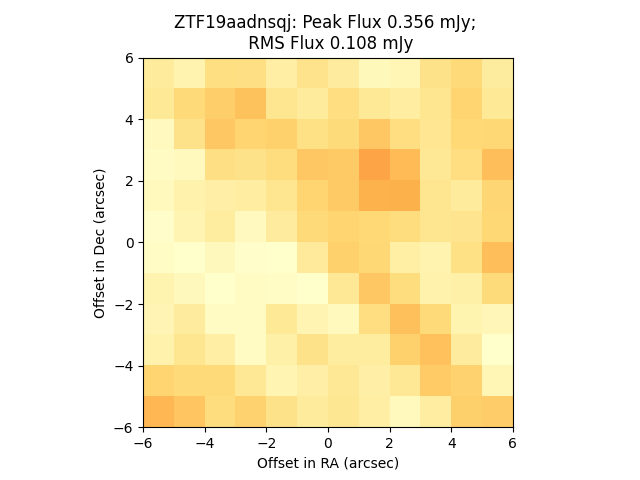 ZTF19aadnsqj: Peak Flux 0.356 mJy;
RMS Flux 0.108 mJy
6
4
2
0
−2
−4
−6
Offset in Dec (arcsec)
−6 −4 −2 0 2 4 6
Offset in RA (arcsec)